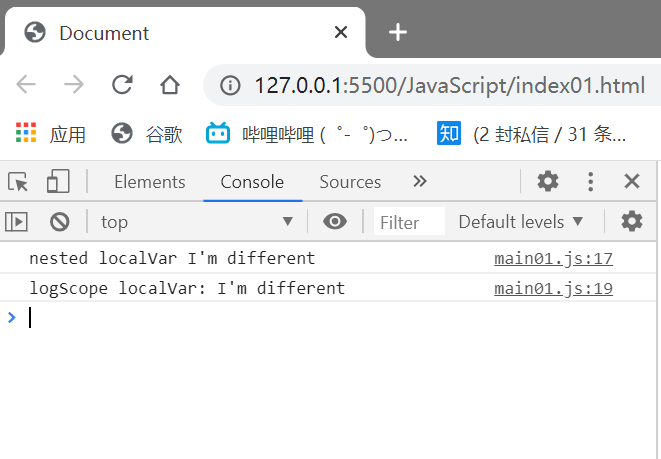 Document
127.0.0.1:5500/JavaScript/index01.html
应用 谷歌 哔哩哔哩 ( ゜- ゜)つ... 知 (2 封私信 / 31 条...
Elements Console Sources
top Filter Default levels ▼
nested localVar I'm different main01.js:17
logScope localVar: I'm different main01.js:19